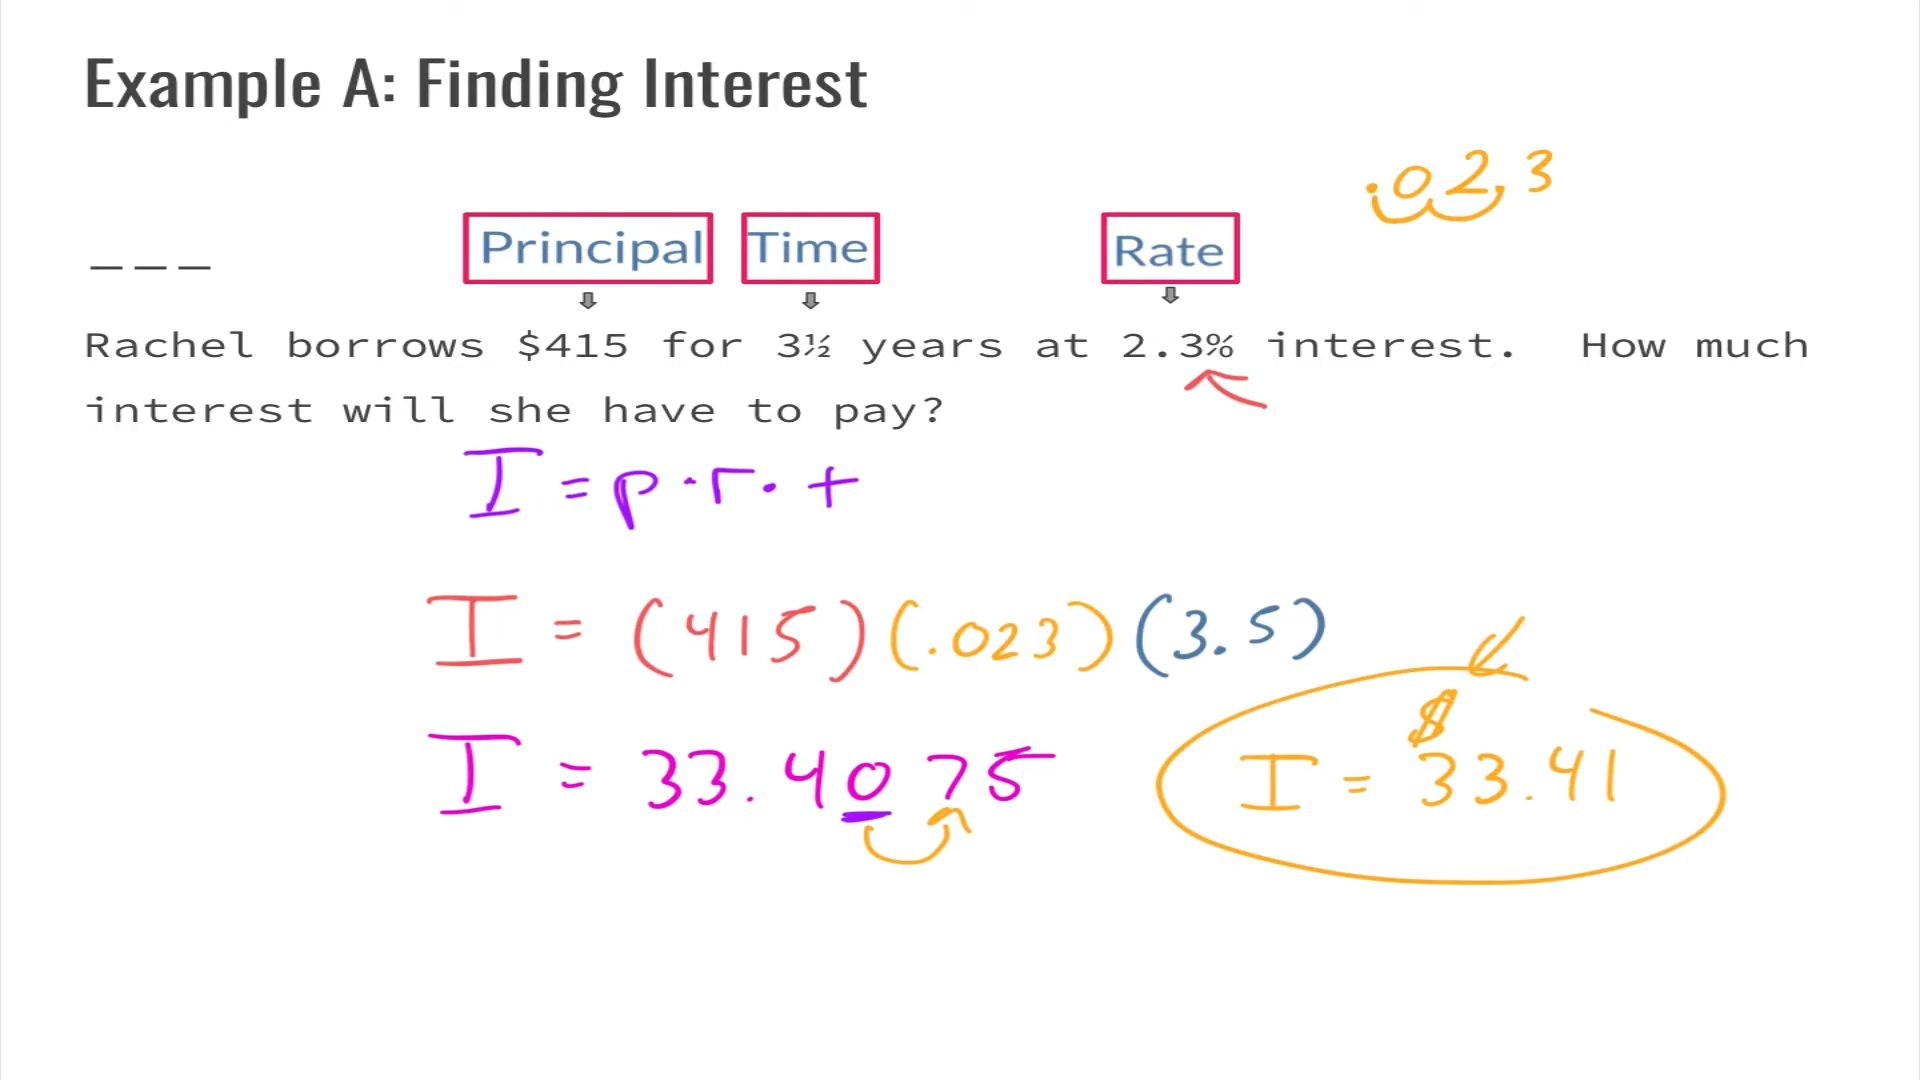 Example A: Finding Interest
.02.3
Principal Time Rate
Rachel borrows $415 for 3½ years at 2.3% interest. How much
interest will she have to pay?
I = p · r · t
I = (415)(.023)(3.5)
I = 33.4075
I = $33.41